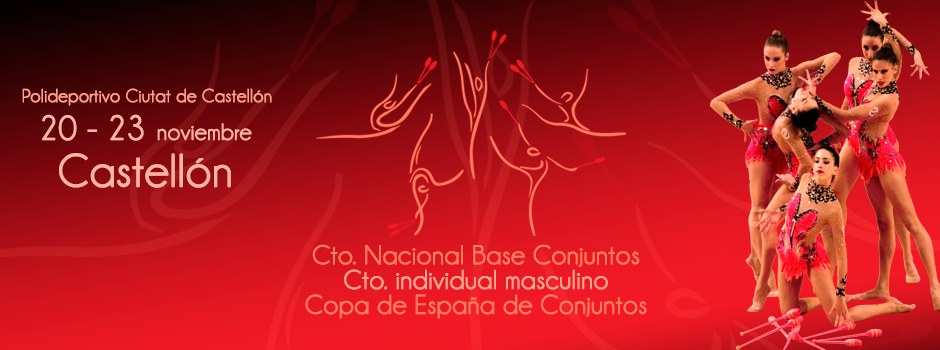 Polideportivo Ciutat de Castellón
20 - 23 noviembre
Castellón
Cto. Nacional Base Conjuntos
Cto. individual masculino
Copa de España de Conjuntos